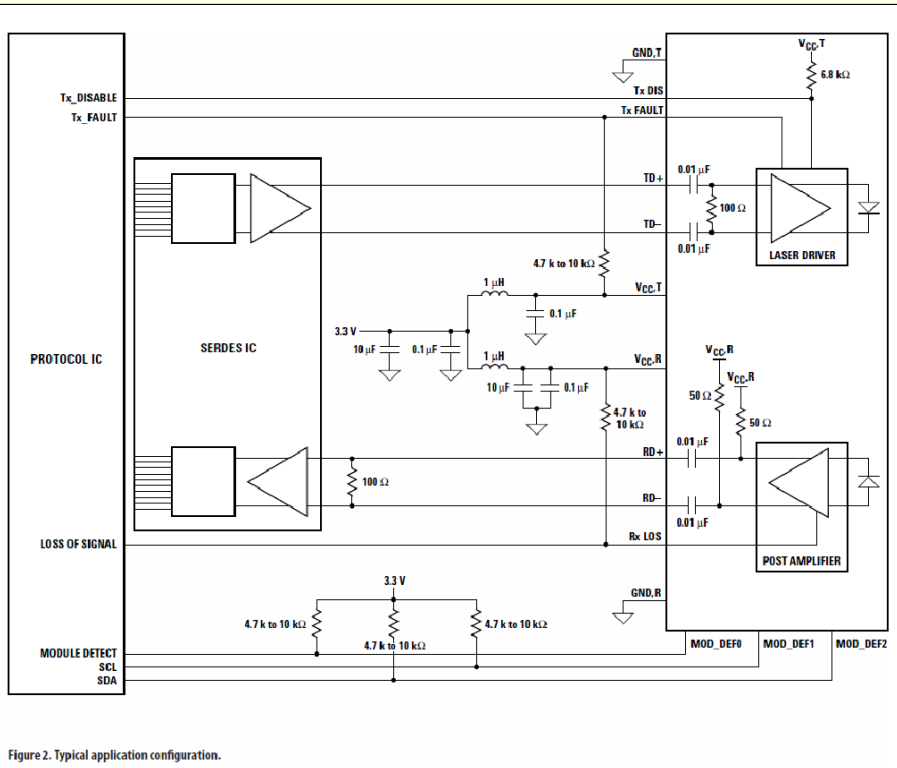 GND,T
VCC,T
6.8 kΩ
Tx_DISABLE
Tx DIS
Tx_FAULT
Tx FAULT
0.01 µF
TD+
100 Ω
TD–
0.01 µF
LASER DRIVER
4.7 k to 10 kΩ
1 µH
VCC,T
0.1 µF
3.3 V
10 µF
0.1 µF
PROTOCOL IC
SERDES IC
1 µH
VCC,R
VCC,R
VCC,R
10 µF
0.1 µF
50 Ω
4.7 k to
10 kΩ
50 Ω
0.01 µF
RD+
100 Ω
RD–
0.01 µF
LOSS OF SIGNAL
Rx LOS
POST AMPLIFIER
3.3 V
GND,R
4.7 k to 10 kΩ
4.7 k to 10 kΩ
4.7 k to 10 kΩ
MODULE DETECT
MOD_DEF0
MOD_DEF1
MOD_DEF2
SCL
SDA
Figure 2. Typical application configuration.